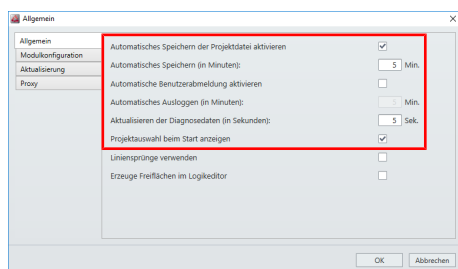 Allgemein
Allgemein
Modulkonfiguration
Aktualisierung
Proxy
Automatisches Speichern der Projektdatei aktivieren
Automatisches Speichern (in Minuten): 5 Min.
Automatische Benutzerabmeldung aktivieren
Automatisches Ausloggen (in Minuten): 3 Min.
Aktualisieren der Diagnosedaten (in Sekunden): 5 Sek.
Projektauswahl beim Start anzeigen
Liniensprünge verwenden
Erzeuge Freiflächen im Logikeditor
OK Abbrechen